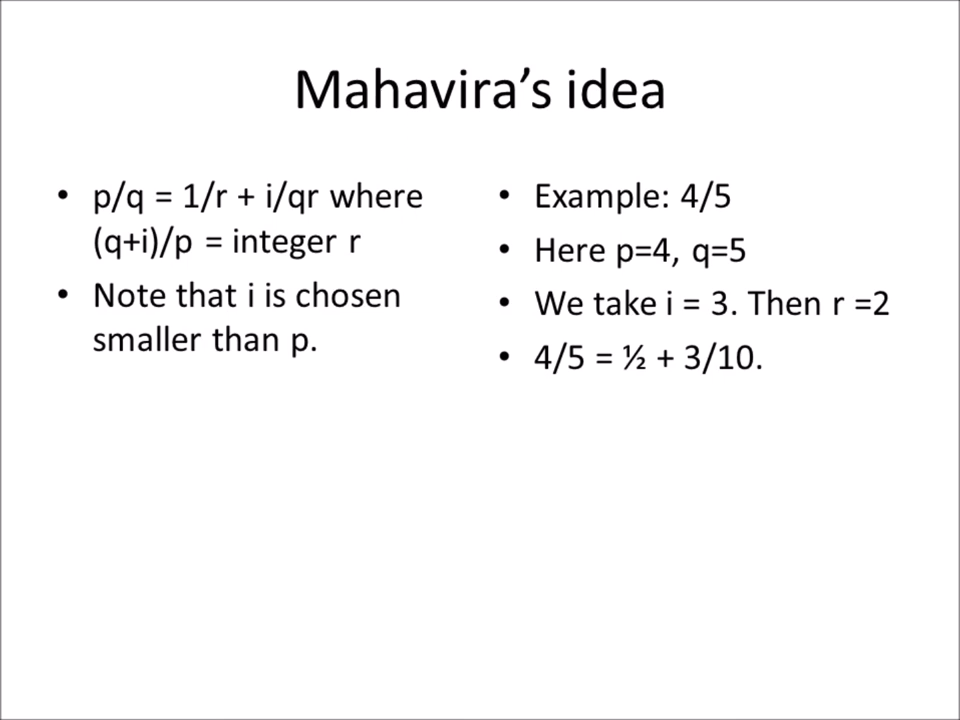 Mahavira’s idea
• p/q = 1/r + i/qr where
(q+i)/p = integer r
• Note that i is chosen
smaller than p.
• Example: 4/5
• Here p=4, q=5
• We take i = 3. Then r =2
• 4/5 = ½ + 3/10.